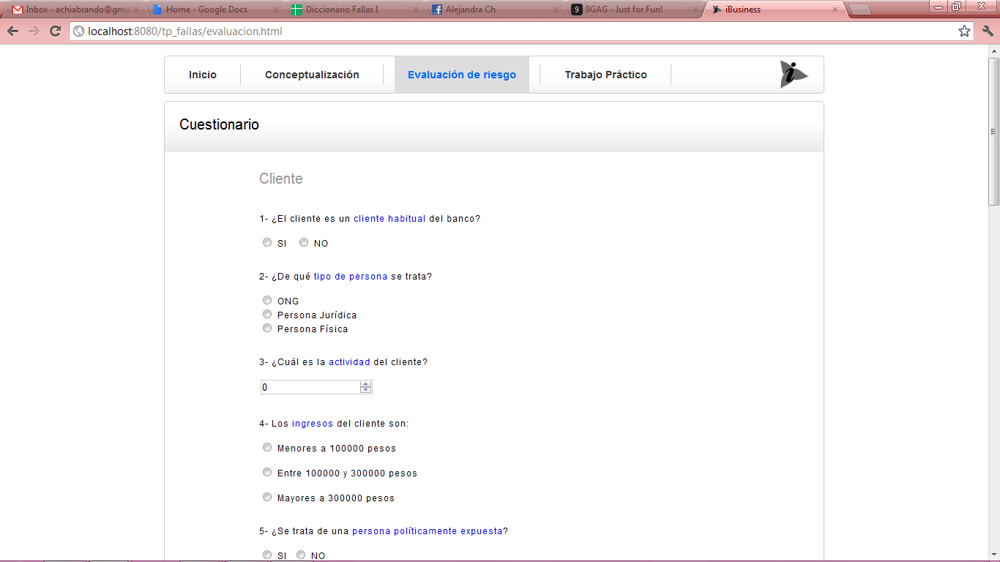 Inbox - achiabrando@gma
Home - Google Docs
Diccionario Fallas I
Alejandra Ch
9GAG - Just for Fun!
iBusiness
localhost:8080/tp_fallas/evaluacion.html
Inicio
Conceptualización
Evaluación de riesgo
Trabajo Práctico
Cuestionario
Cliente
1- ¿El cliente es un cliente habitual del banco?
SI NO
2- ¿De qué tipo de persona se trata?
ONG
Persona Jurídica
Persona Física
3- ¿Cuál es la actividad del cliente?
0
4- Los ingresos del cliente son:
Menores a 100000 pesos
Entre 100000 y 300000 pesos
Mayores a 300000 pesos
5- ¿Se trata de una persona políticamente expuesta?
SI NO